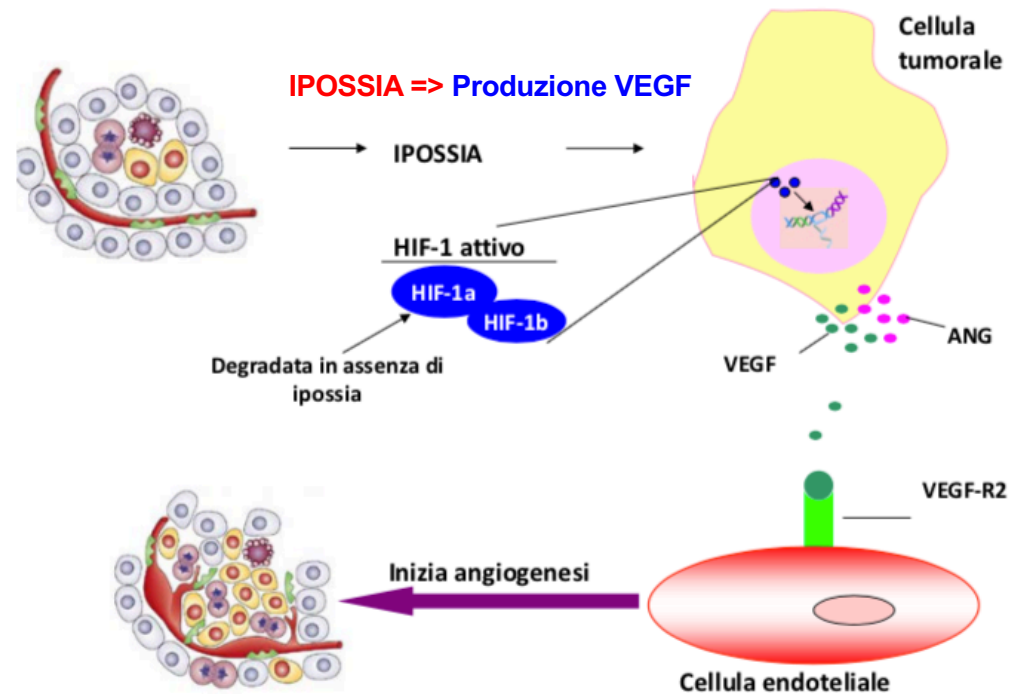 Cellula
tumorale
IPOSSIA => Produzione VEGF
IPOSSIA
HIF-1 attivo
HIF-1a
HIF-1b
Degradata in assenza di
ipossia
ANG
VEGF
VEGF-R2
Inizia angiogenesi
Cellula endoteliale